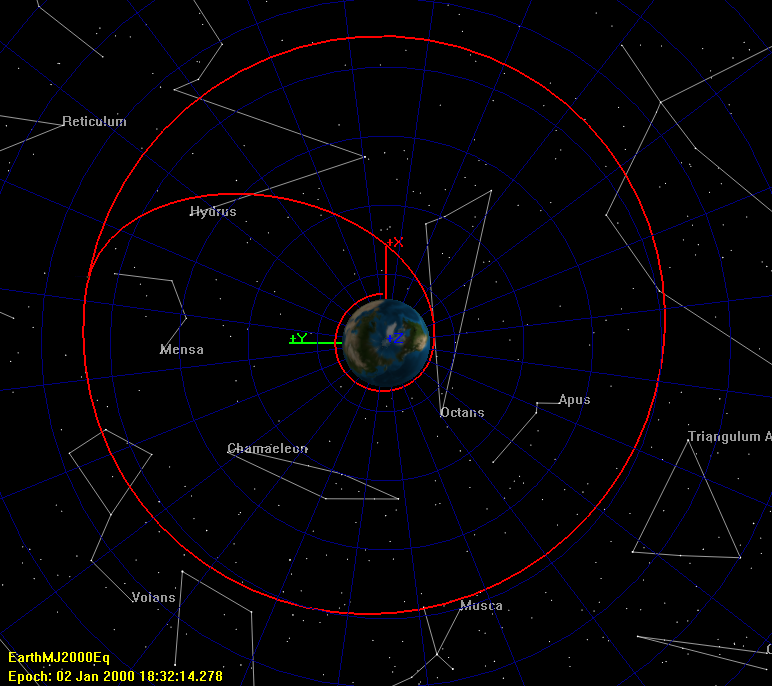 Reticulum
Hydrus
+X
+Y
+Z
Mensa
Apus
Octans
Triangulum A
Chamaeleon
Volans
Musca
EarthMJ2000Eq
Epoch: 02 Jan 2000 18:32:14.278